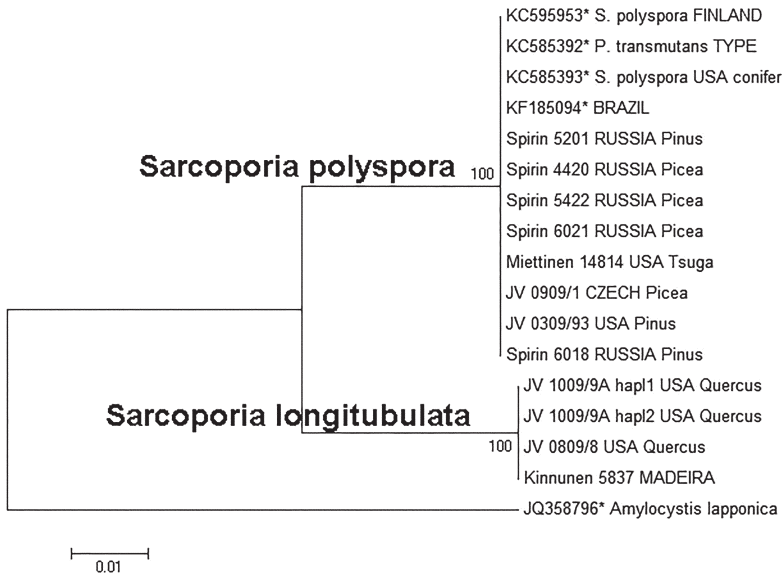 KC595953* S. polyspora FINLAND
KC585392* P. transmutans TYPE
KC585393* S. polyspora USA conifer
KF185094* BRAZIL
Spirin 5201 RUSSIA Pinus
Sarcoporia polyspora
100
Spirin 4420 RUSSIA Picea
Spirin 5422 RUSSIA Picea
Spirin 6021 RUSSIA Picea
Miettinen 14814 USA Tsuga
JV 0909/1 CZECH Picea
JV 0309/93 USA Pinus
Spirin 6018 RUSSIA Pinus
JV 1009/9A hapl1 USA Quercus
Sarcoporia longitubulata
JV 1009/9A hapl2 USA Quercus
100
JV 0809/8 USA Quercus
Kinnunen 5837 MADEIRA
JQ358796* Amylocystis lapponica
0.01